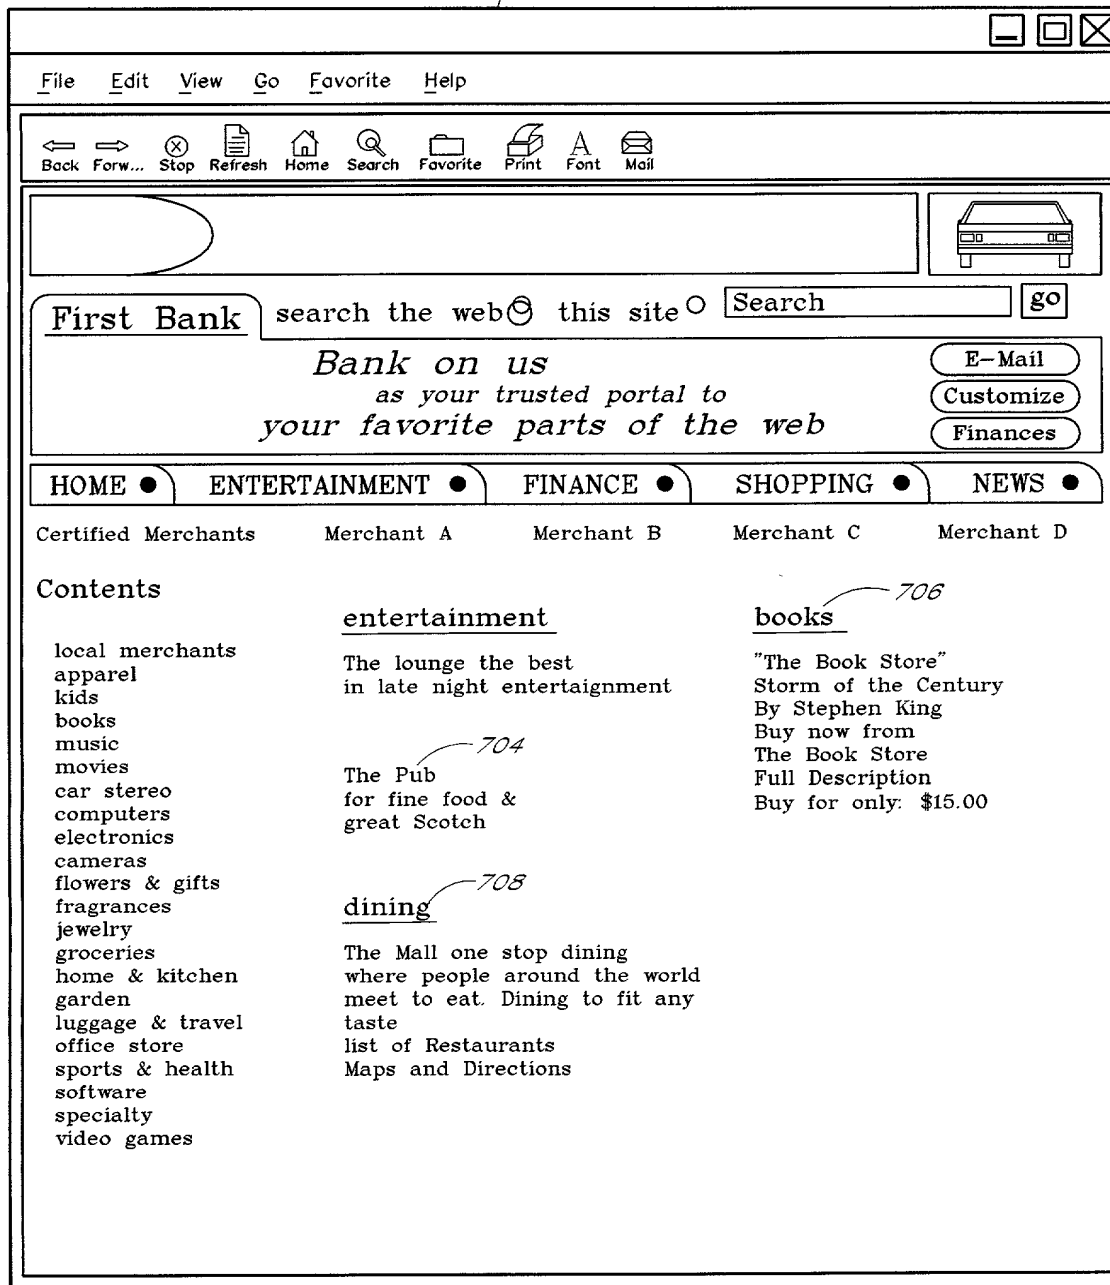 File Edit View Go Favorite Help
Back Forw... Stop Refresh Home Search Favorite Print Font Mail
First Bank search the web this site Search go
Bank on us
as your trusted portal to
your favorite parts of the web
E-Mail
Customize
Finances
HOME ENTERTAINMENT FINANCE SHOPPING NEWS
Certified Merchants Merchant A Merchant B Merchant C Merchant D
Contents
local merchants
apparel
kids
books
music
movies
car stereo
computers
electronics
cameras
flowers & gifts
fragrances
jewelry
groceries
home & kitchen
garden
luggage & travel
office store
sports & health
software
specialty
video games
entertainment
The lounge the best
in late night entertaignment
704
The Pub
for fine food &
great Scotch
708
dining
The Mall one stop dining
where people around the world
meet to eat. Dining to fit any
taste
list of Restaurants
Maps and Directions
706
books
"The Book Store"
Storm of the Century
By Stephen King
Buy now from
The Book Store
Full Description
Buy for only: $15.00